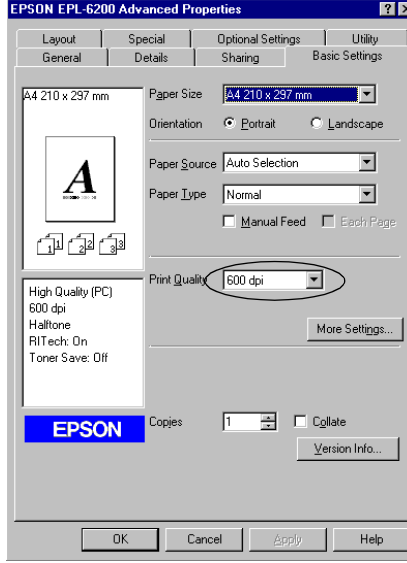 EPSON EPL-6200 Advanced Properties
Layout Special Optional Settings Utility
General Details Sharing Basic Settings
A4 210 x 297 mm
Paper Size A4 210 x 297 mm
Orientation Portrait Landscape
A
Paper Source Auto Selection
Paper Type Normal
Manual Feed Each Page
1 1 2 2 3 3
Print Quality 600 dpi
High Quality (PC)
600 dpi
Halftone
RITech: On
Toner Save: Off
More Settings...
EPSON
Copies 1 Collate
Version Info...
OK Cancel Apply Help